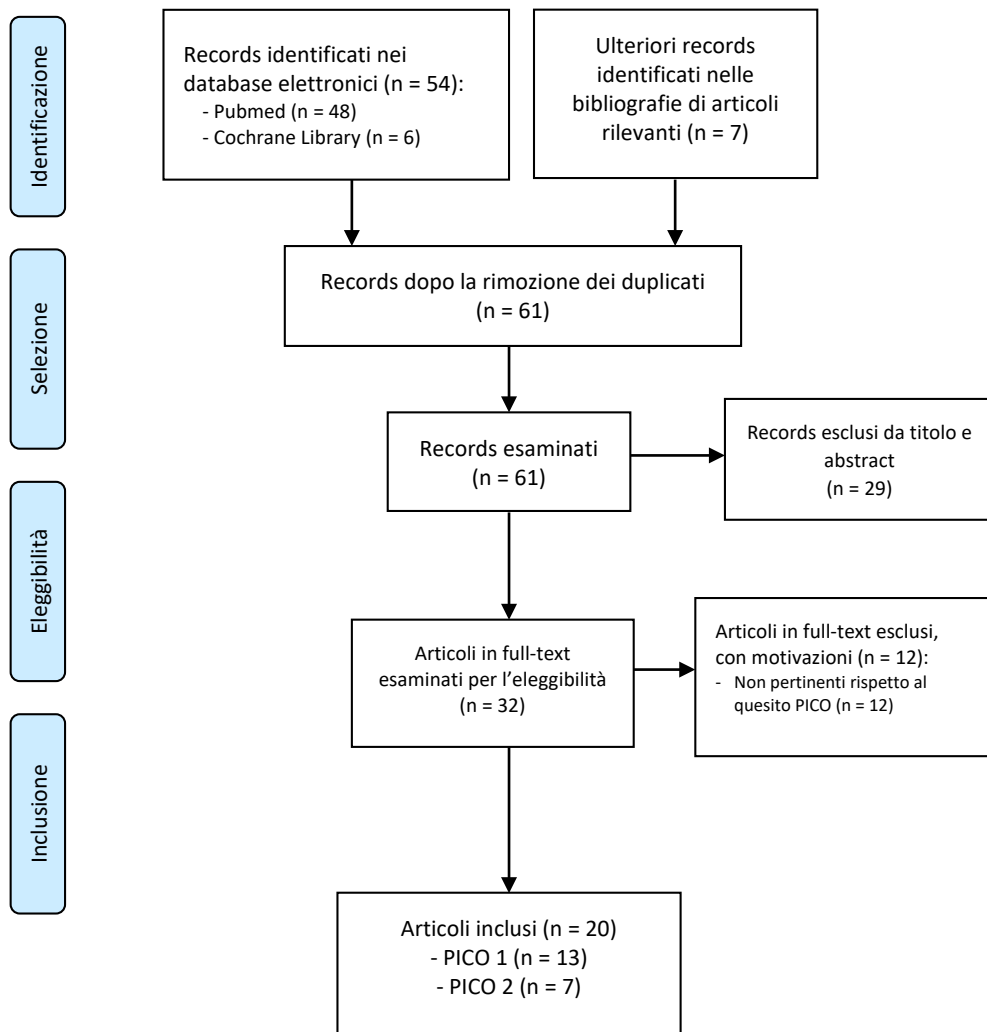 Identificazione
Records identificati nei
database elettronici (n = 54):
- Pubmed (n = 48)
- Cochrane Library (n = 6)
Ulteriori records
identificati nelle
bibliografie di articoli
rilevanti (n = 7)
Selezione
Records dopo la rimozione dei duplicati
(n = 61)
Records esaminati
(n = 61)
Records esclusi da titolo e
abstract
(n = 29)
Eleggibilità
Articoli in full-text
esaminati per l’eleggibilità
(n = 32)
Articoli in full-text esclusi,
con motivazioni (n = 12):
- Non pertinenti rispetto al
quesito PICO (n = 12)
Inclusione
Articoli inclusi (n = 20)
- PICO 1 (n = 13)
- PICO 2 (n = 7)